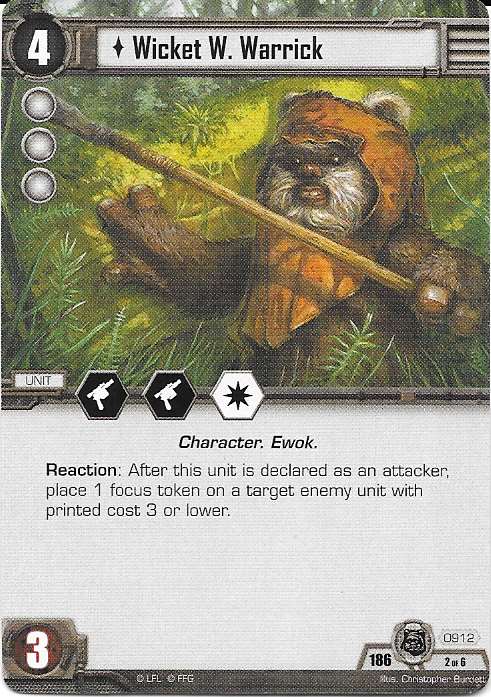 4
Wicket W. Warrick
UNIT
Character. Ewok.
Reaction: After this unit is declared as an attacker,
place 1 focus token on a target enemy unit with
printed cost 3 or lower.
3
186
0912
2 OF 6
© LFL © FFG
Illus. Christopher Burdett